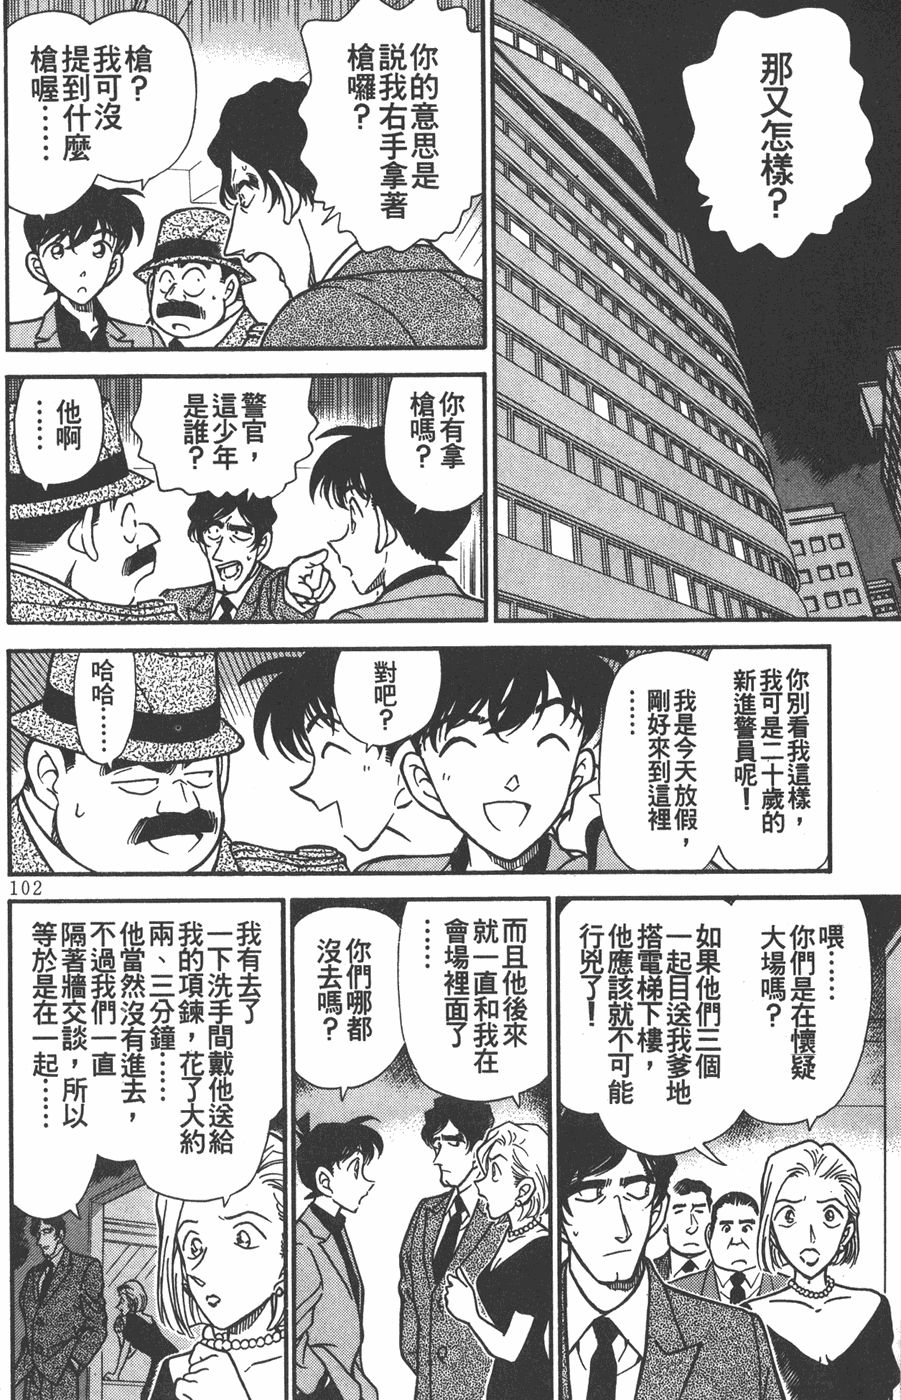 那又怎樣？
你的意思是
説我右手拿著
槍囉？
槍？
我可沒
提到什麼
槍喔……
你有拿
槍嗎？
警官，
這少年
是誰？
他啊
……
你別看我這樣，
我可是二十歲的
新進警員呢！
我是今天放假，
剛好來到這裡
……
對吧？
哈
哈……
喂……
你們是在懷疑
大場嗎？
如果他們三個
一起目送我爹地
搭電梯下樓，
他應該就不可能
行兇了！
而且他後來
就一直和我在
會場裡面了
……
你們哪都
沒去嗎？
我有去了
一下洗手間戴他送給
我的項鍊，花了大約
兩、三分鐘……
他當然沒有進去，
不過我們一直
隔著牆交談，所以
等於是在一起……
102